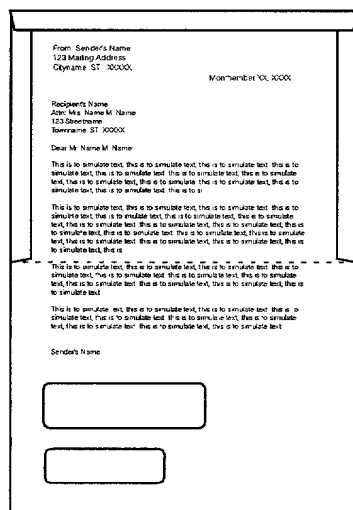 From Sender's Name
123 Mailing Address
Cityname ST XXXXX
Monthember XX, XXXX
Recipient's Name
Attn: Mrs. Name M. Name
123 Streetname
Townname ST XXXXX
Dear Mr Name M Name
This is to simulate text, this is to simulate text, this is to simulate text this is to
simulate text, this is to simulate text this is to simulate text, this is to simulate
text, this is to simulate text, this is to simulate text this is to simulate text, this is to
simulate text, this is to simulate text this is to si
This is to simulate text, this is to simulate text, this is to simulate text this is to
simulate text, this is to simulate text, this is to simulate text, this is to simulate
text, this is to simulate text, this is to simulate text this is to simulate text, this is
to simulate text, this is to simulate text this is to simulate text, this is to simulate
text, this is to simulate text, this is to simulate text this is to simulate text, this is
to simulate text, this is
This is to simulate text, this is to simulate text, this is to simulate text this is to
simulate text, this is to simulate text this is to simulate text, this is to simulate
text, this is to simulate text, this is to simulate text this is to simulate text, this is
to simulate text
This is to simulate text, this is to simulate text, this is to simulate text this is to
simulate text, this is to simulate text this is to simulate text, this is to simulate
text, this is to simulate text this is to simulate text, this is to simulate text
Sender's Name